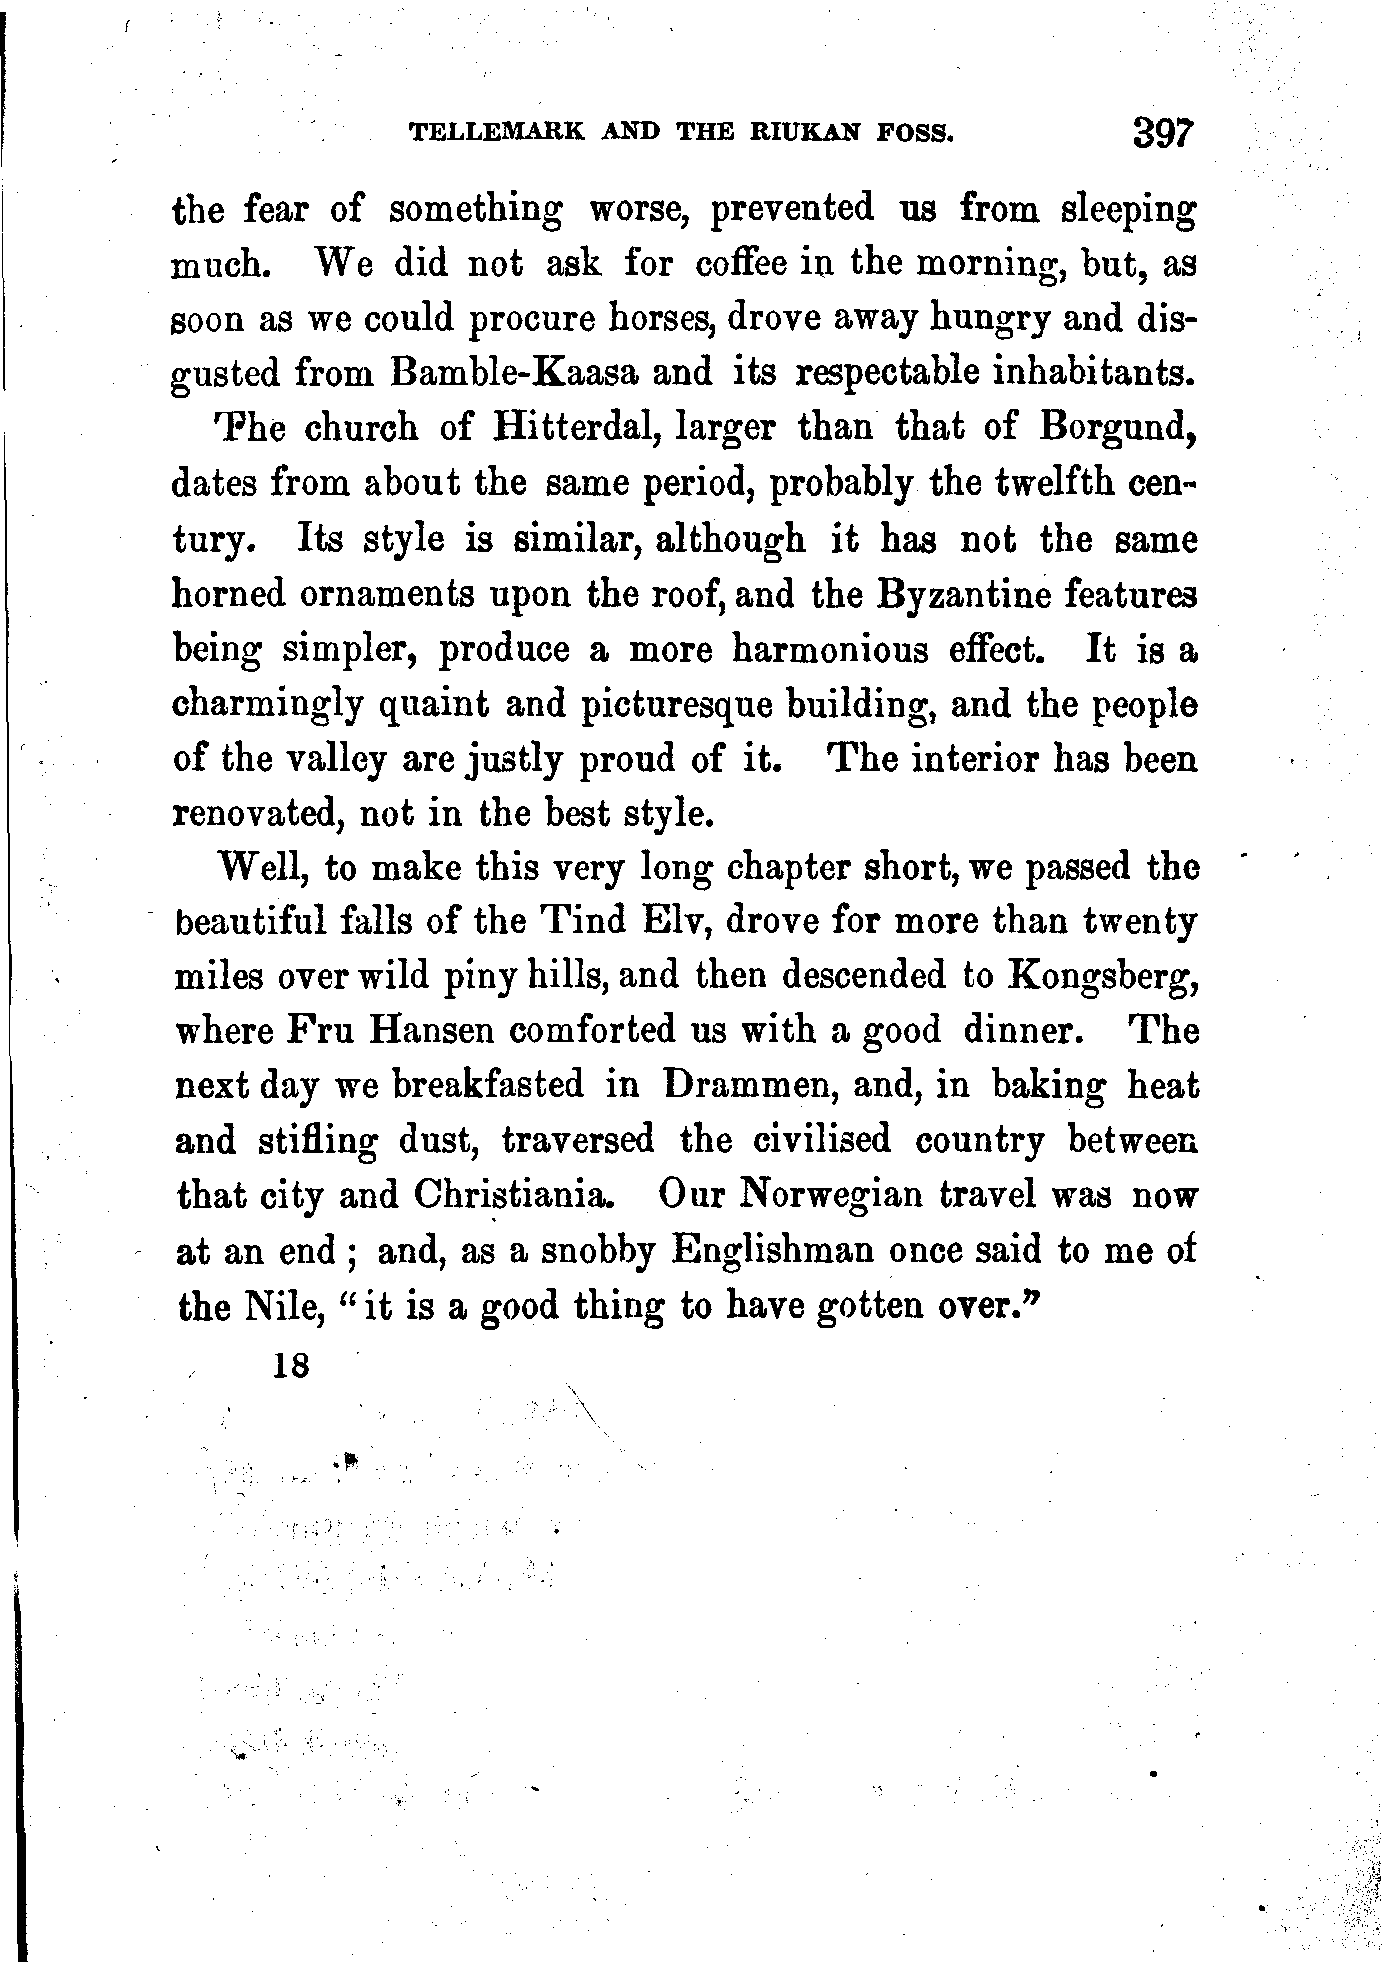 TELLEMARK AND THE RIUKAN FOSS. 397
the fear of something worse, prevented us from sleeping
much. We did not ask for coffee in the morning, but, as
soon as we could procure horses, drove away hungry and dis-
gusted from Bamble-Kaasa and its respectable inhabitants.
The church of Hitterdal, larger than that of Borgund,
dates from about the same period, probably the twelfth cen-
tury. Its style is similar, although it has not the same
horned ornaments upon the roof, and the Byzantine features
being simpler, produce a more harmonious effect. It is a
charmingly quaint and picturesque building, and the people
of the valley are justly proud of it. The interior has been
renovated, not in the best style.
Well, to make this very long chapter short, we passed the
beautiful falls of the Tind Elv, drove for more than twenty
miles over wild piny hills, and then descended to Kongsberg,
where Fru Hansen comforted us with a good dinner. The
next day we breakfasted in Drammen, and, in baking heat
and stifling dust, traversed the civilised country between
that city and Christiania. Our Norwegian travel was now
at an end ; and, as a snobby Englishman once said to me of
the Nile, “it is a good thing to have gotten over.”
18